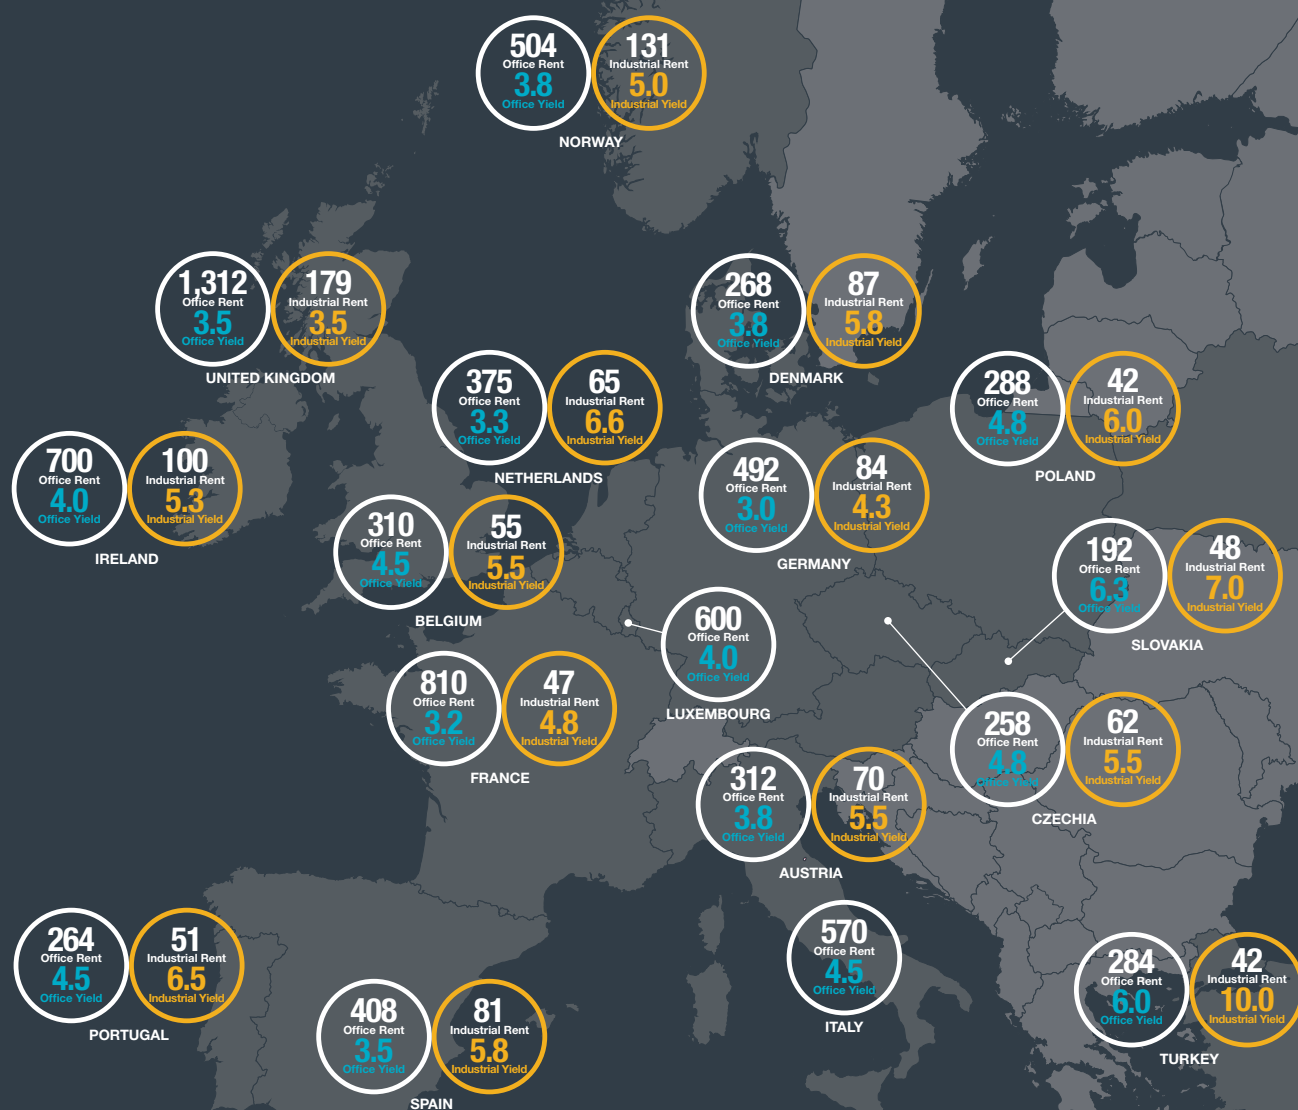 504
Office Rent
3.8
Office Yield
131
Industrial Rent
5.0
Industrial Yield
NORWAY
1,312
Office Rent
3.5
Office Yield
179
Industrial Rent
3.5
Industrial Yield
UNITED KINGDOM
268
Office Rent
3.8
Office Yield
87
Industrial Rent
5.8
Industrial Yield
DENMARK
375
Office Rent
3.3
Office Yield
65
Industrial Rent
6.6
Industrial Yield
NETHERLANDS
288
Office Rent
4.8
Office Yield
42
Industrial Rent
6.0
Industrial Yield
POLAND
700
Office Rent
4.0
Office Yield
100
Industrial Rent
5.3
Industrial Yield
IRELAND
492
Office Rent
3.0
Office Yield
84
Industrial Rent
4.3
Industrial Yield
GERMANY
310
Office Rent
4.5
Office Yield
55
Industrial Rent
5.5
Industrial Yield
BELGIUM
192
Office Rent
6.3
Office Yield
48
Industrial Rent
7.0
Industrial Yield
SLOVAKIA
600
Office Rent
4.0
Office Yield
LUXEMBOURG
810
Office Rent
3.2
Office Yield
47
Industrial Rent
4.8
Industrial Yield
FRANCE
258
Office Rent
4.8
Office Yield
62
Industrial Rent
5.5
Industrial Yield
CZECHIA
312
Office Rent
3.8
Office Yield
70
Industrial Rent
5.5
Industrial Yield
AUSTRIA
570
Office Rent
4.5
Office Yield
ITALY
264
Office Rent
4.5
Office Yield
51
Industrial Rent
6.5
Industrial Yield
PORTUGAL
284
Office Rent
6.0
Office Yield
42
Industrial Rent
10.0
Industrial Yield
TURKEY
408
Office Rent
3.5
Office Yield
81
Industrial Rent
5.8
Industrial Yield
SPAIN